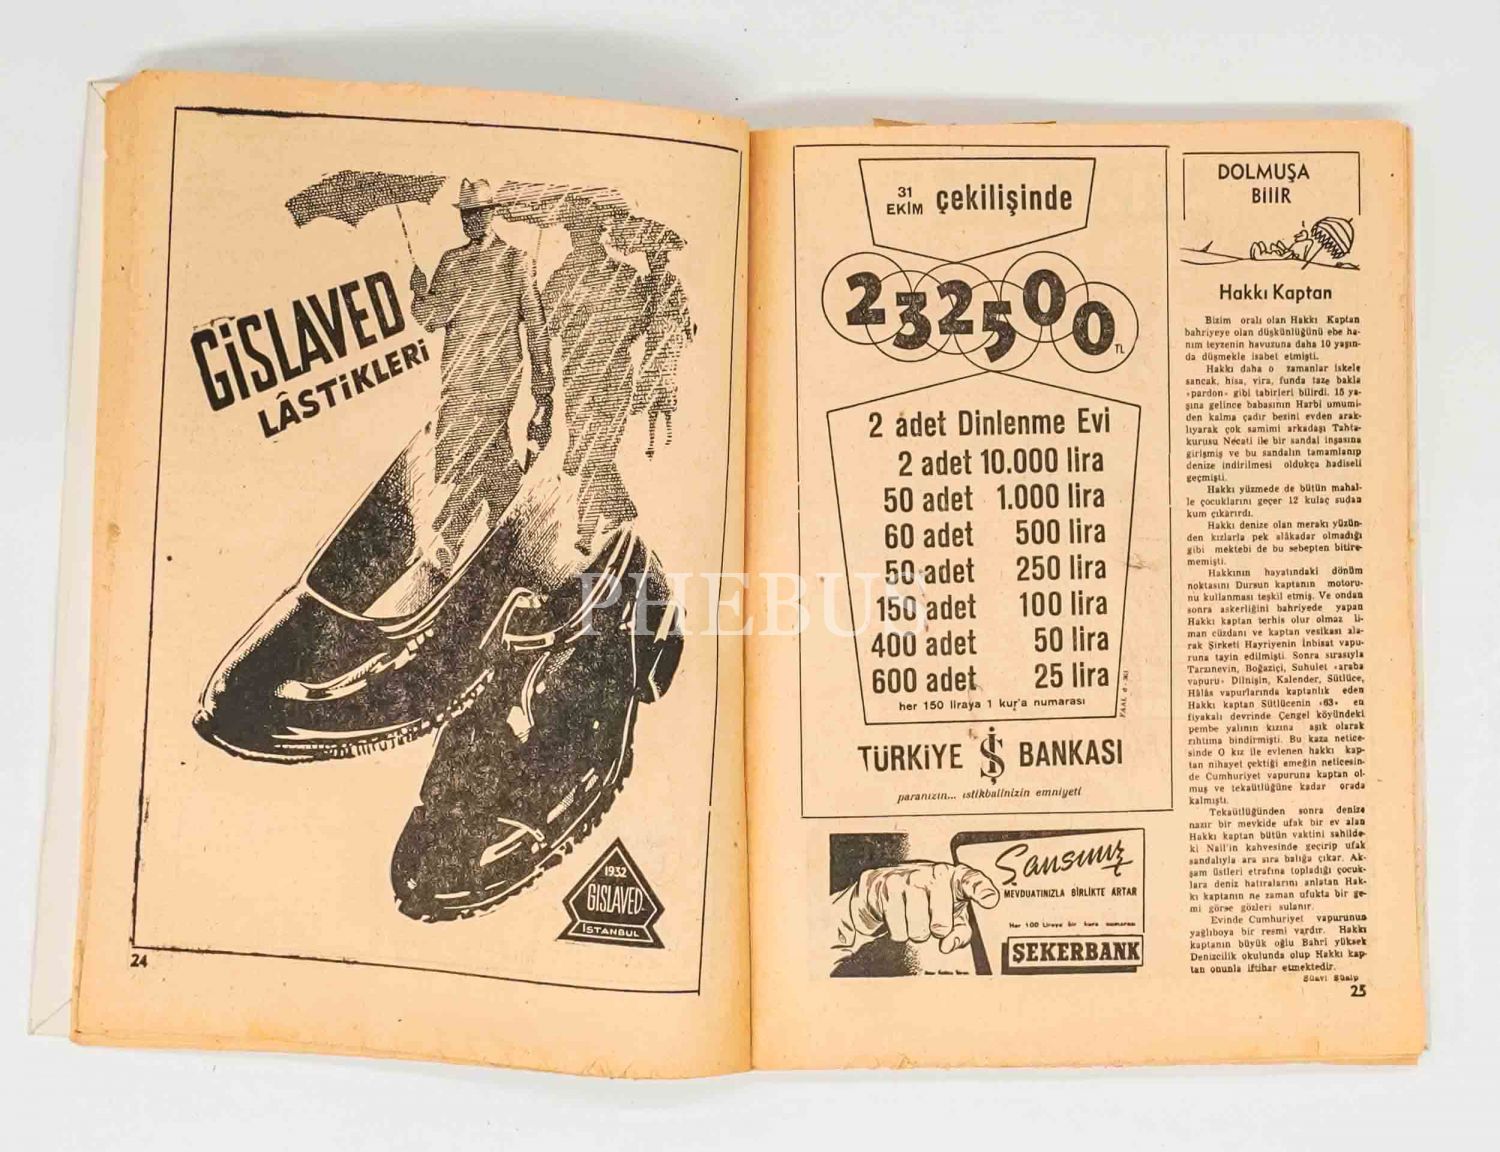 GİSLAVED
LÂSTİKLERİ
1932
GISLAVED
İSTANBUL
24
31
EKİM
çekilişinde
232500
TL
2 adet Dinlenme Evi
2 adet 10.000 lira
50 adet 1.000 lira
60 adet 500 lira
50 adet 250 lira
150 adet 100 lira
400 adet 50 lira
600 adet 25 lira
her 150 liraya 1 kur'a numarası
TÜRKİYE İŞ BANKASI
paranızın... istikbalinizin emniyeti
Şansınız
MEVDUATINIZLA BİRLİKTE ARTAR
Her 100 liraya bir kura numarası
ŞEKERBANK
DOLMUŞA
BİİİR
Hakkı Kaptan
Bizim oralı olan Hakkı Kaptan
bahriyeye olan düşkünlüğünü ebe ha-
nım teyzenin havuzuna daha 10 yaşın-
da düşmekle isabet etmişti.
Hakkı daha o zamanlar iskele
sancak, hisa, vira, funda taze bakla
«pardon» gibi tabirleri bilirdi. 15 ya-
şına gelince babasının Harbi umumi-
den kalma çadır bezini evden arak-
lıyarak çok samimi arkadaşı Tahta-
kurusu Necati ile bir sandal inşasına
girişmiş ve bu sandalın tamamlanıp
denize indirilmesi oldukça hadiseli
geçmişti.
Hakkı yüzmede de bütün mahal-
le çocuklarını geçer 12 kulaç sudan
kum çıkarırdı.
Hakkı denize olan merakı yüzün-
den kızlarla pek alâkadar olmadığı
gibi mektebi de bu sebepten bitire-
memişti.
Hakkının hayatındaki dönüm
noktasını Dursun kaptanın motoru-
nu kullanması teşkil etmiş. Ve ondan
sonra askerliğini bahriyede yapan
Hakkı kaptan terhis olur olmaz li-
man cüzdanı ve kaptan vesikası ala-
rak Şirketi Hayriyenin İnbisat vapu-
runa tayin edilmişti. Sonra sırasıyla
Tarzınevin, Boğaziçi, Suhulet «araba
vapuru» Dilnişin, Kalender, Sütlüce,
Hâlâs vapurlarında kaptanlık eden
Hakkı kaptan Sütlücenin «63» en
fiyakalı devrinde Çengel köyündeki
pembe yalının kızına aşık olarak
rıhtıma bindirmişti. Bu kaza netice-
sinde O kız ile evlenen hakkı kap-
tan nihayet çektiği emeğin neticesin-
de Cumhuriyet vapuruna kaptan ol-
muş ve tekaütlüğüne kadar orada
kalmıştı.
Tekaütlüğünden sonra denize
nazır bir mevkide ufak bir ev alan
Hakkı kaptan bütün vaktini sahilde-
ki Nail'in kahvesinde geçirip ufak
sandalıyla ara sıra balığa çıkar. Ak-
şam üstleri etrafına topladığı çocuk-
lara deniz hatıralarını anlatan Hak-
kı kaptanın ne zaman ufukta bir ge-
mi görse gözleri sulanır.
Evinde Cumhuriyet vapurunun
yağlıboya bir resmi vardır. Hakkı
kaptanın büyük oğlu Bahri yüksek
Denizcilik okulunda olup Hakkı kap-
tan onunla iftihar etmektedir.
Süavi Süalp
25
PHEBUS